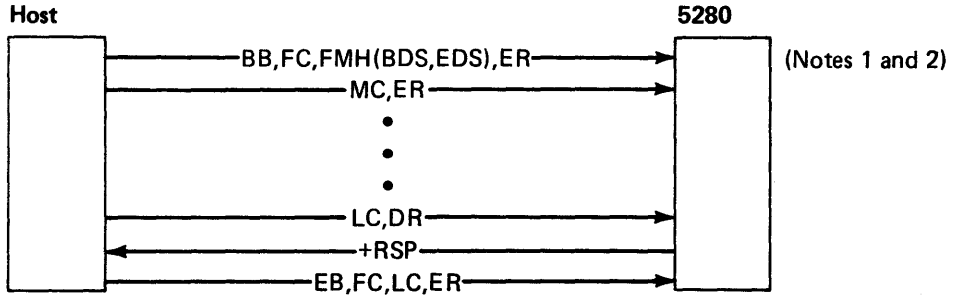 Host 5280
BB,FC,FMH(BDS,EDS),ER (Notes 1 and 2)
MC,ER
LC,DR
+RSP
EB,FC,LC,ER